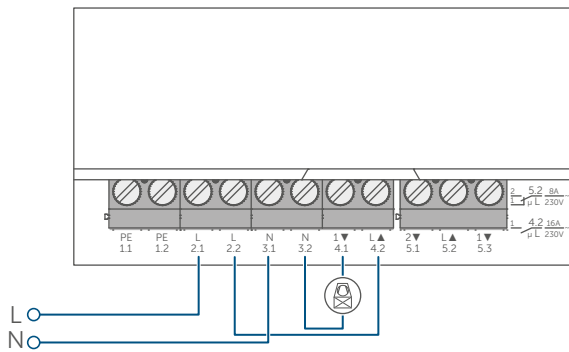 2 5.2 8A
1 µ L 230V
1 4.2 16A
µ L 230V
PE PE L L N N 1▼ L▲ 2▼ L▲ 1▼
1.1 1.2 2.1 2.2 3.1 3.2 4.1 4.2 5.1 5.2 5.3
L
N